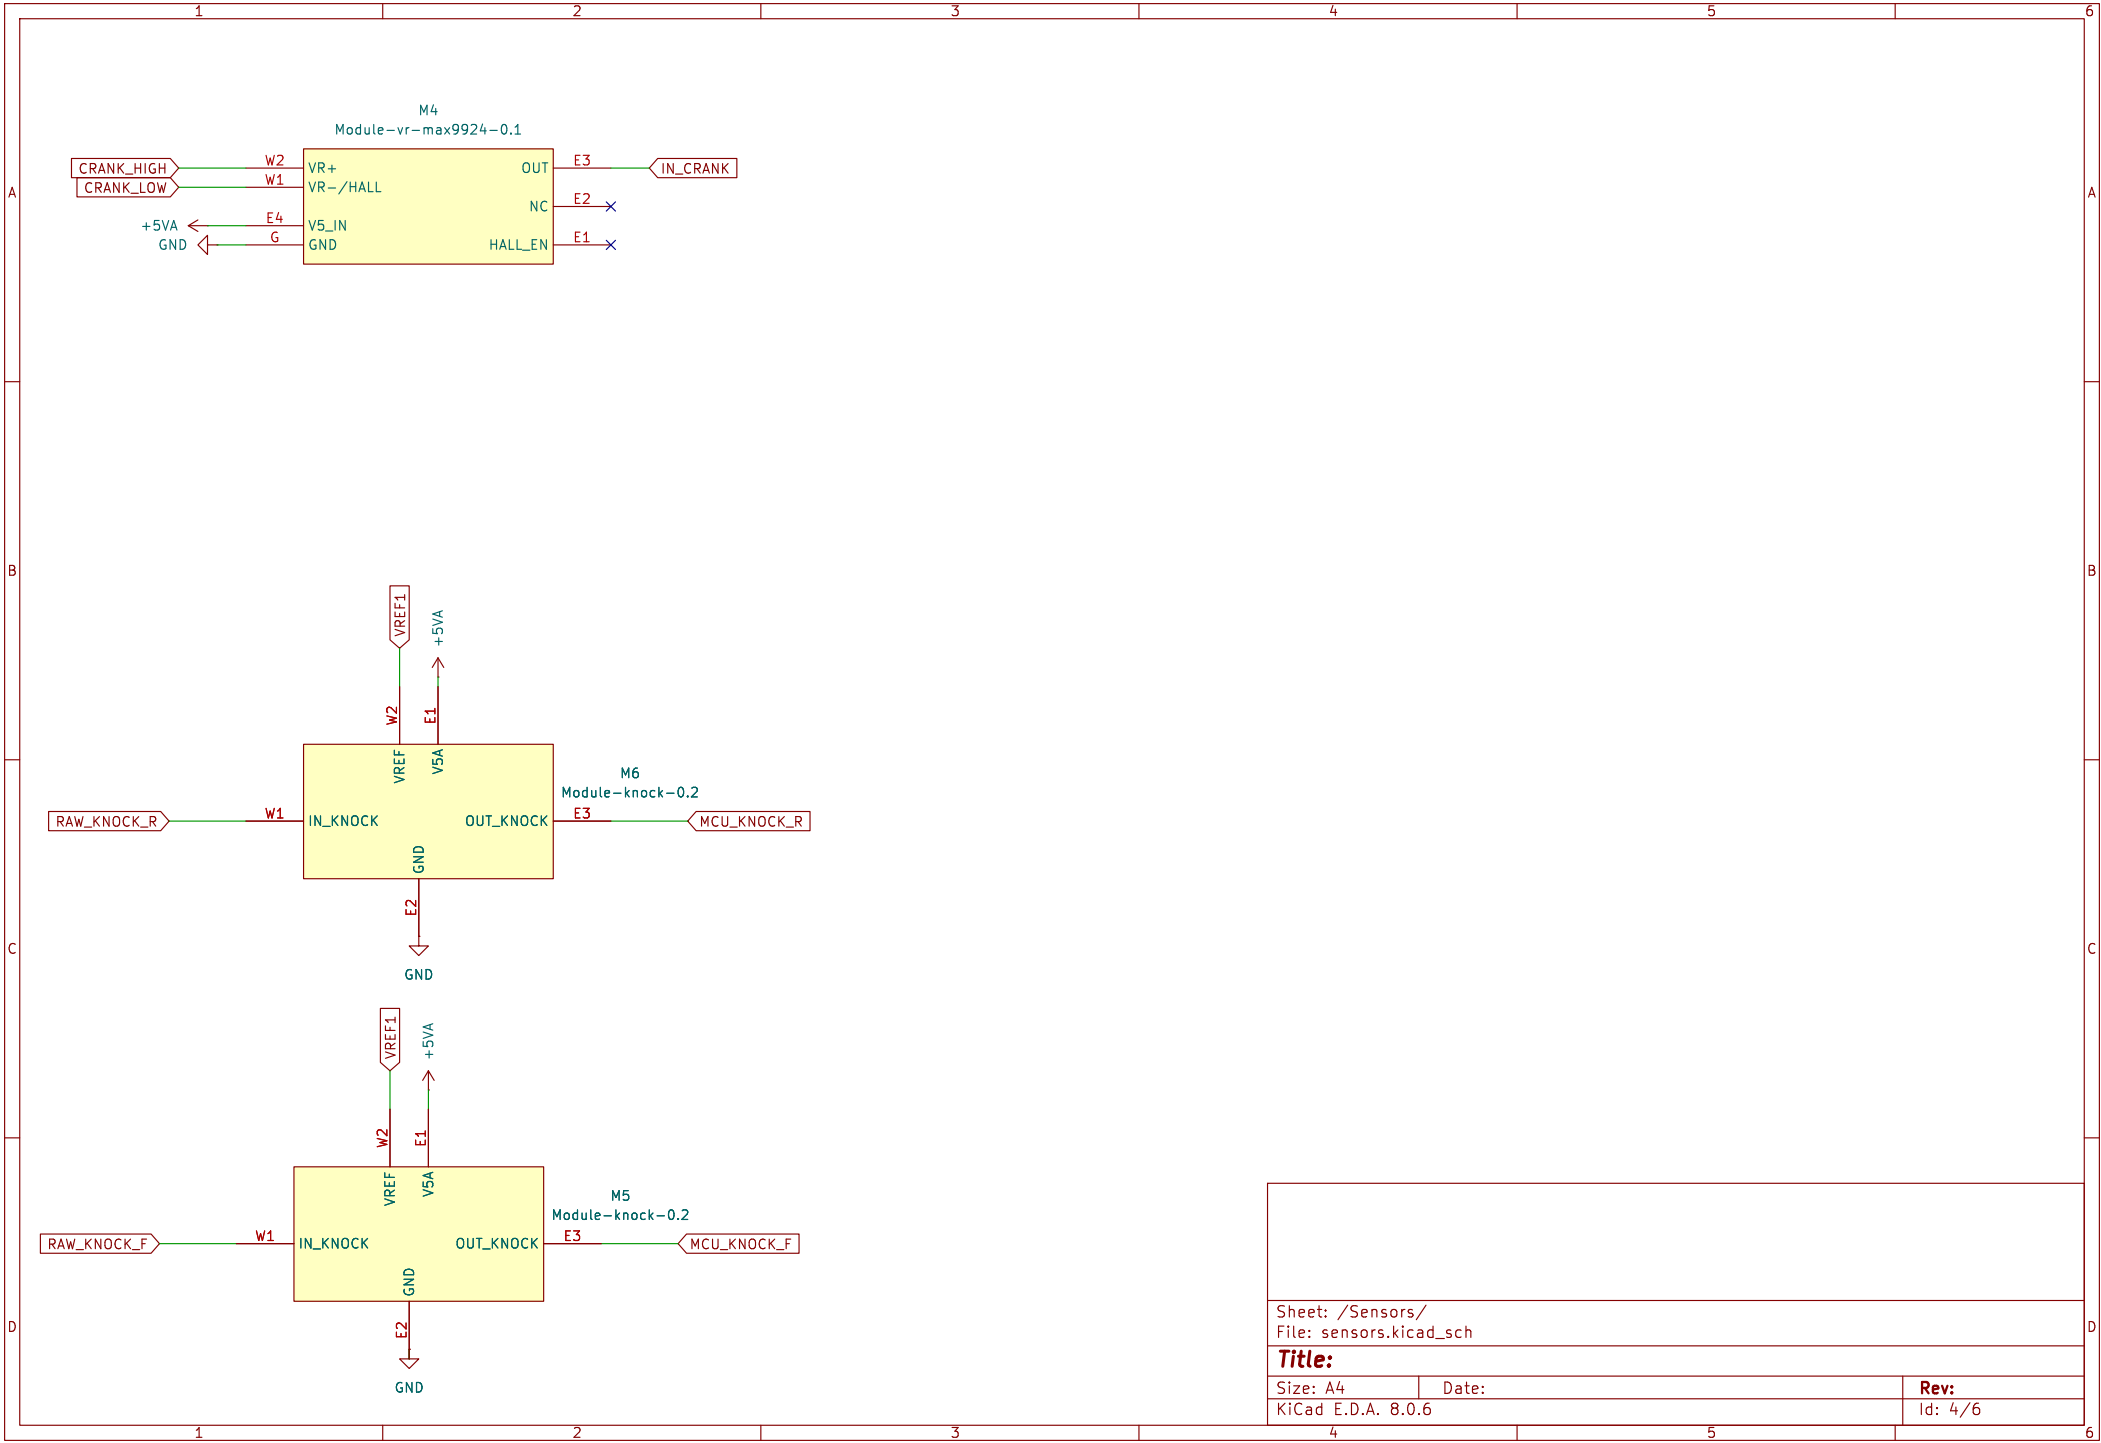 1 2 3 4 5 6
A A
B B
C C
D D
M4
Module-vr-max9924-0.1
CRANK_HIGH W2 VR+ OUT E3 IN_CRANK
CRANK_LOW W1 VR-/HALL
NC E2
+5VA E4 V5_IN
GND G GND HALL_EN E1
VREF1 +5VA
W2 E1
VREF V5A
M6
Module-knock-0.2
RAW_KNOCK_R W1 IN_KNOCK OUT_KNOCK E3 MCU_KNOCK_R
GND
E2
GND
VREF1 +5VA
W2 E1
VREF V5A
M5
Module-knock-0.2
RAW_KNOCK_F W1 IN_KNOCK OUT_KNOCK E3 MCU_KNOCK_F
GND
E2
GND
Sheet: /Sensors/
File: sensors.kicad_sch
Title:
Size: A4 Date: Rev:
KiCad E.D.A. 8.0.6 Id: 4/6
1 2 3 4 5 6